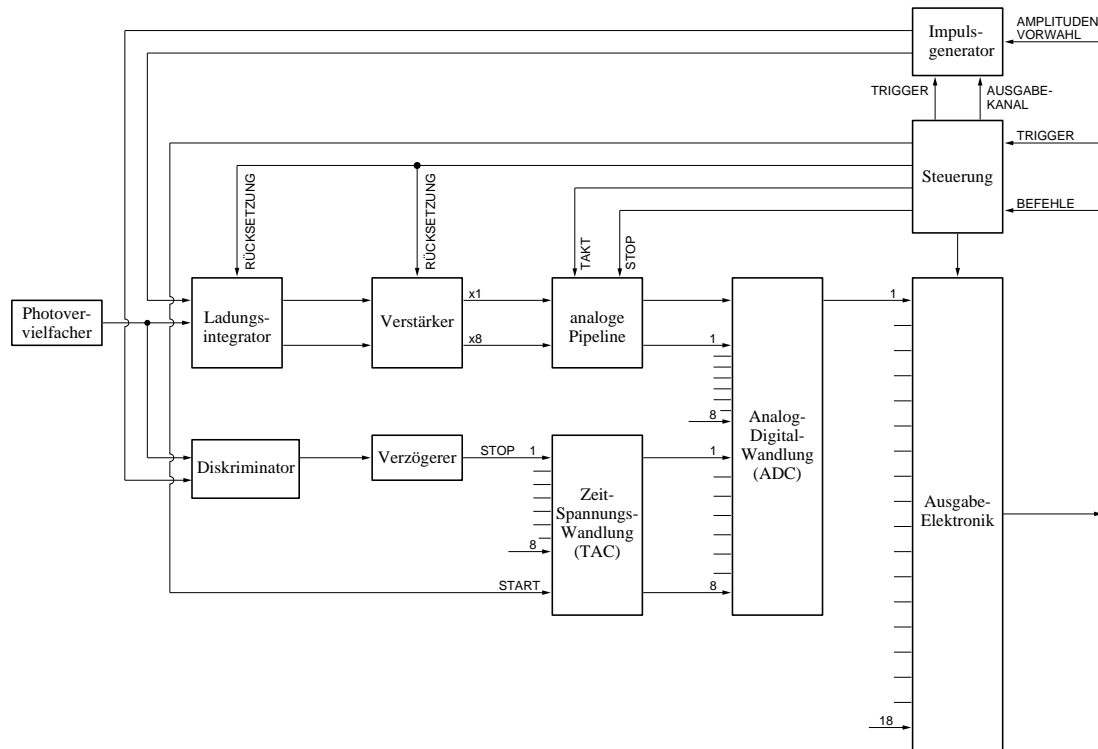 Impuls-
generator
AMPLITUDEN
VORWAHL
TRIGGER
AUSGABE-
KANAL
TRIGGER
Steuerung
BEFEHLE
RÜCKSETZUNG
RÜCKSETZUNG
TAKT
STOP
Photover-
vielfacher
Ladungs-
integrator
Verstärker
x1
x8
analoge
Pipeline
1
8
1
Analog-
Digital-
Wandlung
(ADC)
1
8
Diskriminator
Verzögerer
STOP
1
8
START
Zeit-
Spannungs-
Wandlung
(TAC)
Ausgabe-
Elektronik
1
18